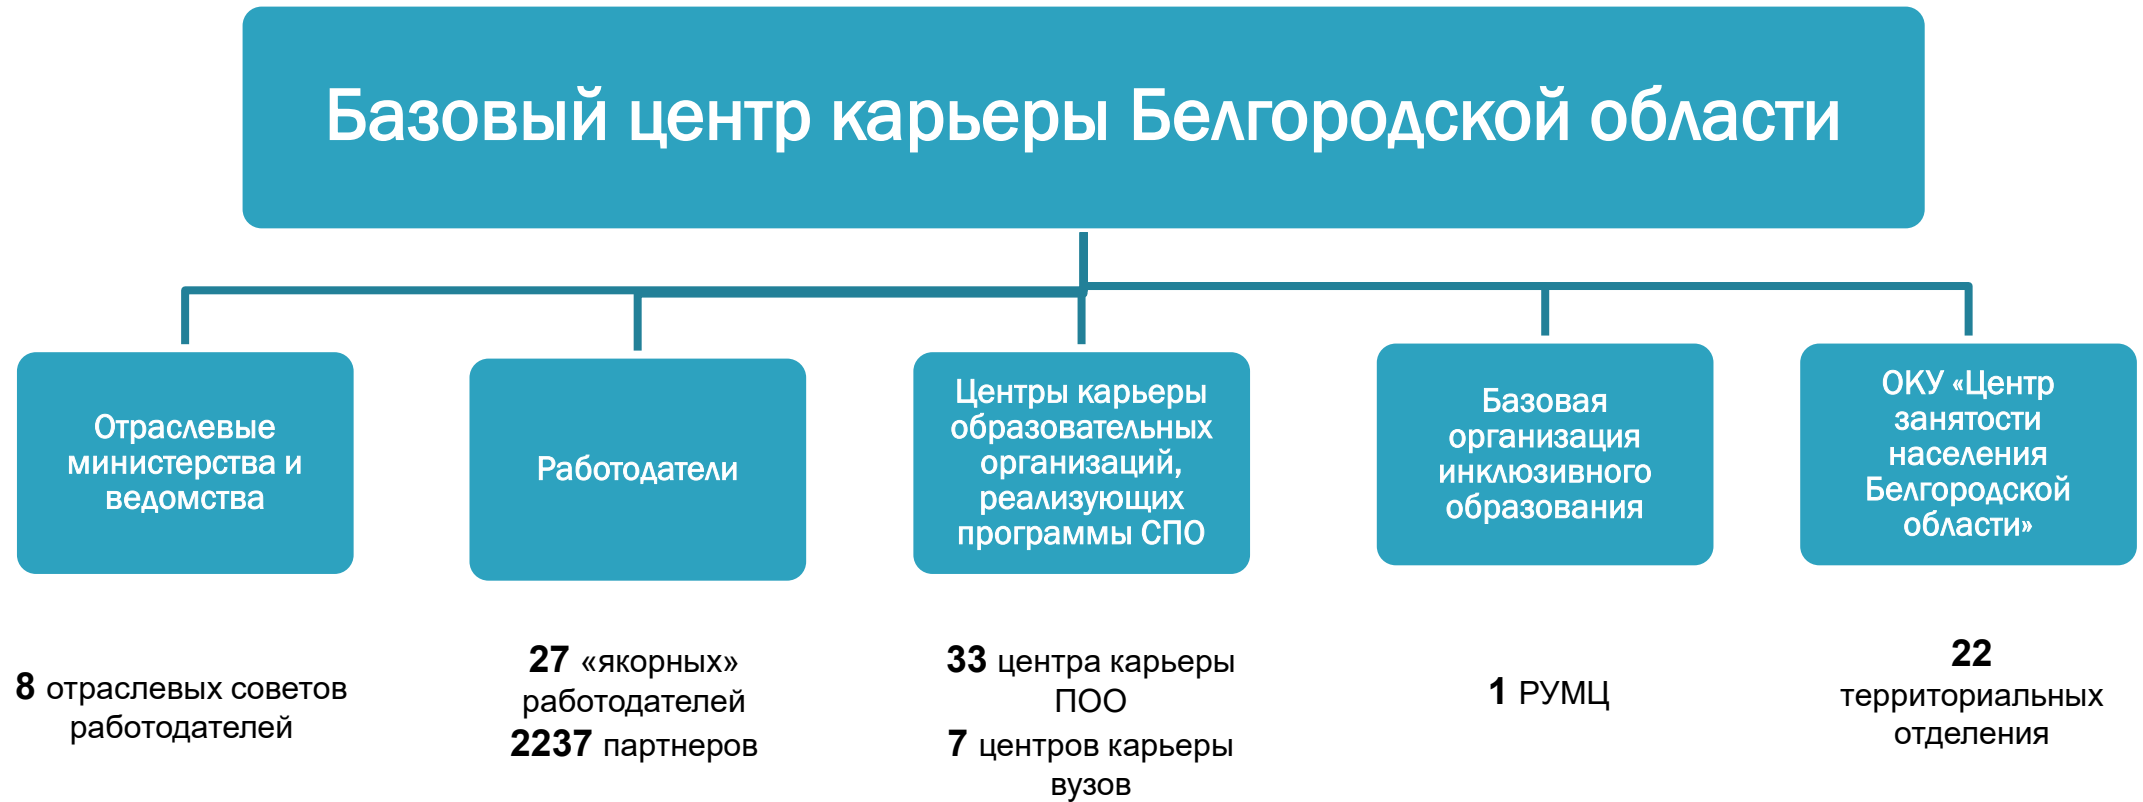 Базовый центр карьеры Белгородской области
Отраслевые
министерства и
ведомства
Работодатели
Центры карьеры
образовательных
организаций,
реализующих
программы СПО
Базовая
организация
инклюзивного
образования
ОКУ «Центр
занятости
населения
Белгородской
области»
8 отраслевых советов
работодателей
27 «якорных»
работодателей
2237 партнеров
33 центра карьеры
ПОО
7 центров карьеры
вузов
1 РУМЦ
22
территориальных
отделения